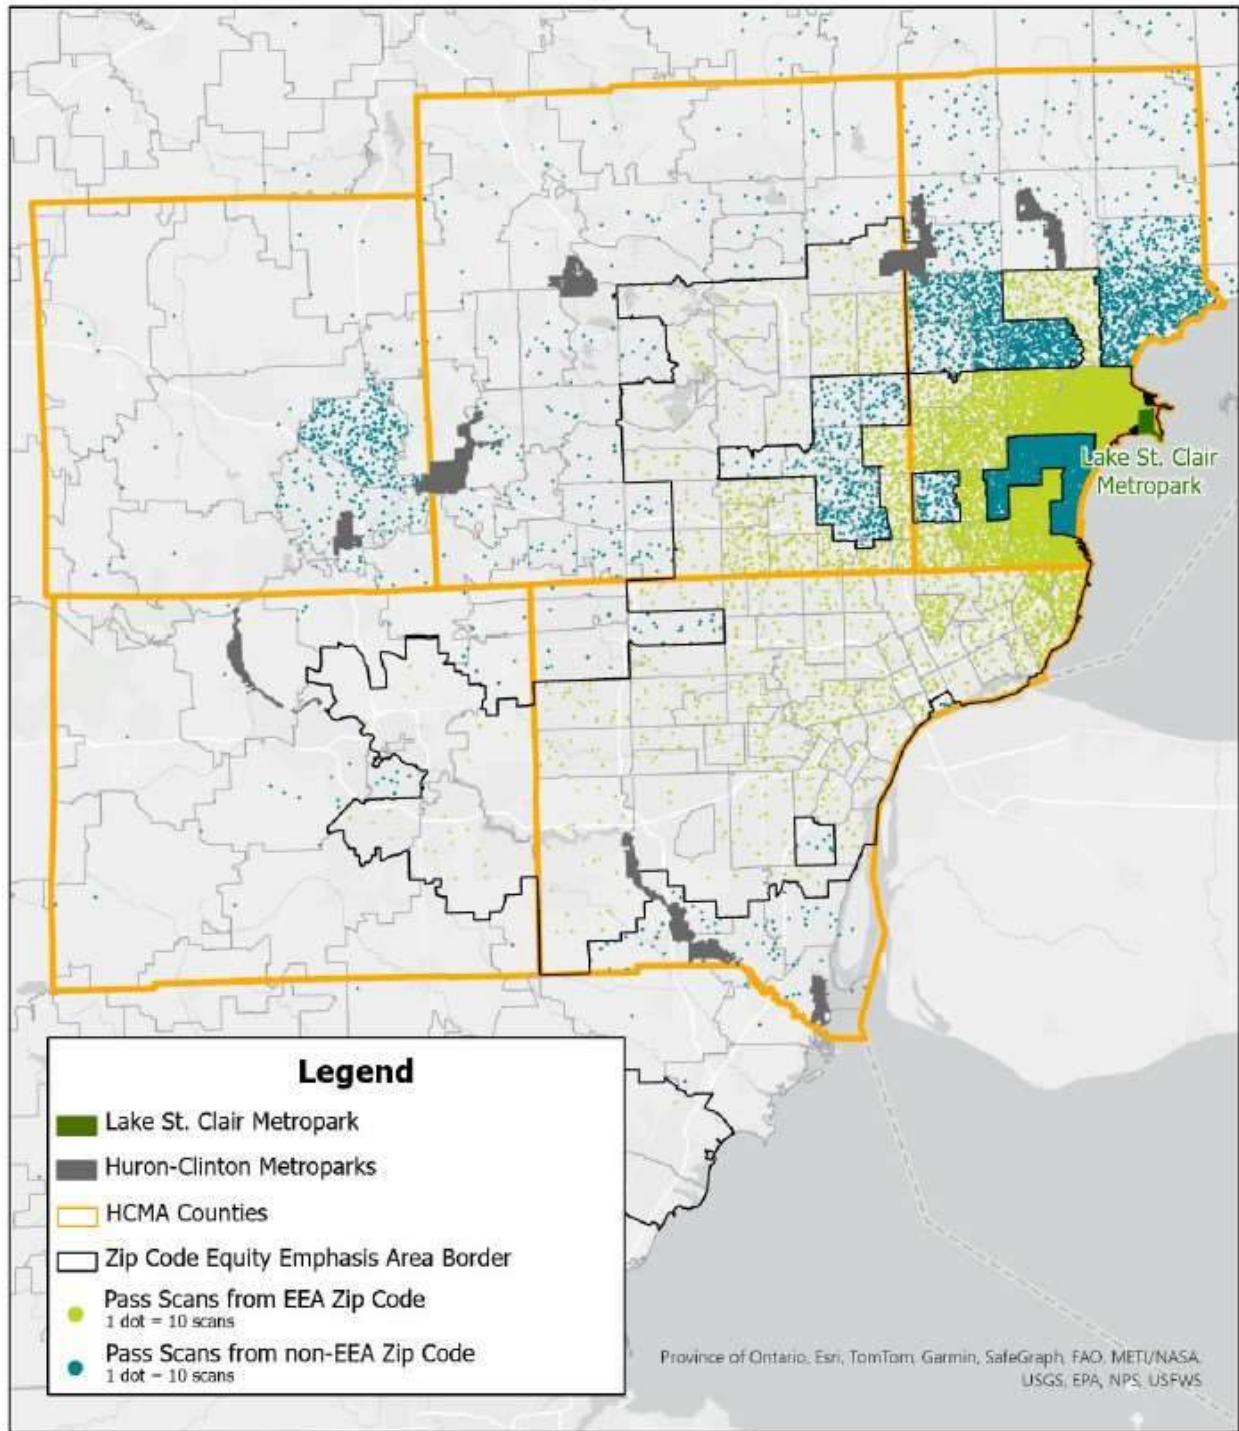 Lake St. Clair
Metropark
Legend
Lake St. Clair Metropark
Huron-Clinton Metroparks
HCMA Counties
Zip Code Equity Emphasis Area Border
Pass Scans from EEA Zip Code
1 dot = 10 scans
Pass Scans from non-EEA Zip Code
1 dot = 10 scans
Province of Ontario, Esri, TomTom, Garmin, SafeGraph, FAO, METI/NASA,
USGS, EPA, NPS, USFWS